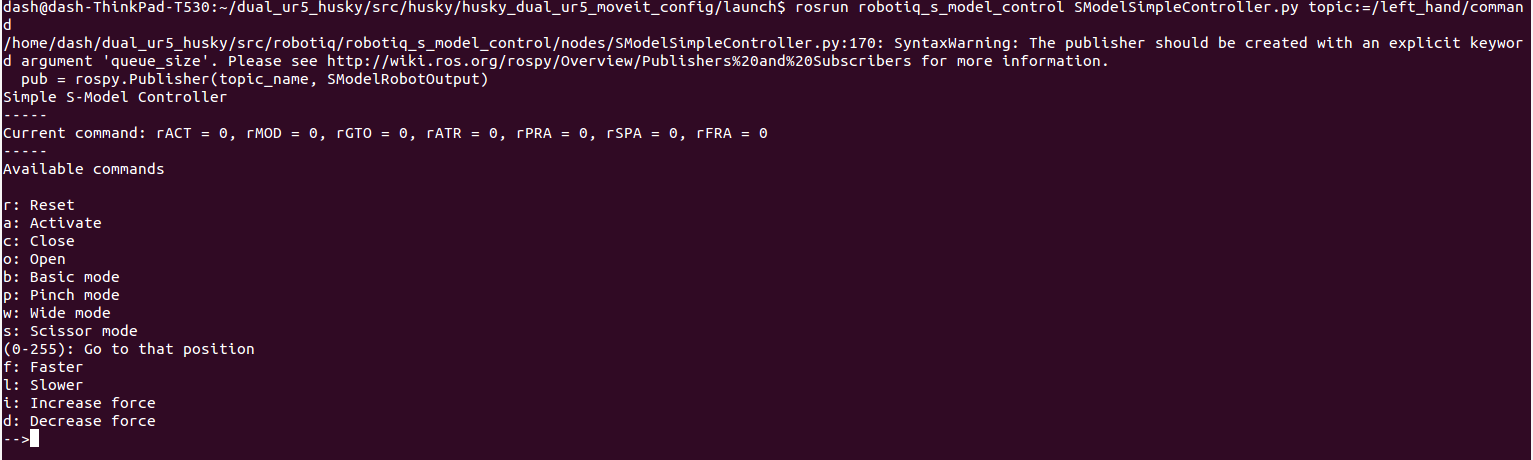 dash@dash-ThinkPad-T530:~/dual_ur5_husky/src/husky/husky_dual_ur5_moveit_config/launch$ rosrun robotiq_s_model_control SModelSimpleController.py topic:=/left_hand/comman
d
/home/dash/dual_ur5_husky/src/robotiq/robotiq_s_model_control/nodes/SModelSimpleController.py:170: SyntaxWarning: The publisher should be created with an explicit keywor
d argument 'queue_size'. Please see http://wiki.ros.org/rospy/Overview/Publishers%20and%20Subscribers for more information.
  pub = rospy.Publisher(topic_name, SModelRobotOutput)
Simple S-Model Controller
-----
Current command: rACT = 0, rMOD = 0, rGTO = 0, rATR = 0, rPRA = 0, rSPA = 0, rFRA = 0
-----
Available commands
r: Reset
a: Activate
c: Close
o: Open
b: Basic mode
p: Pinch mode
w: Wide mode
s: Scissor mode
(0-255): Go to that position
f: Faster
l: Slower
i: Increase force
d: Decrease force
-->